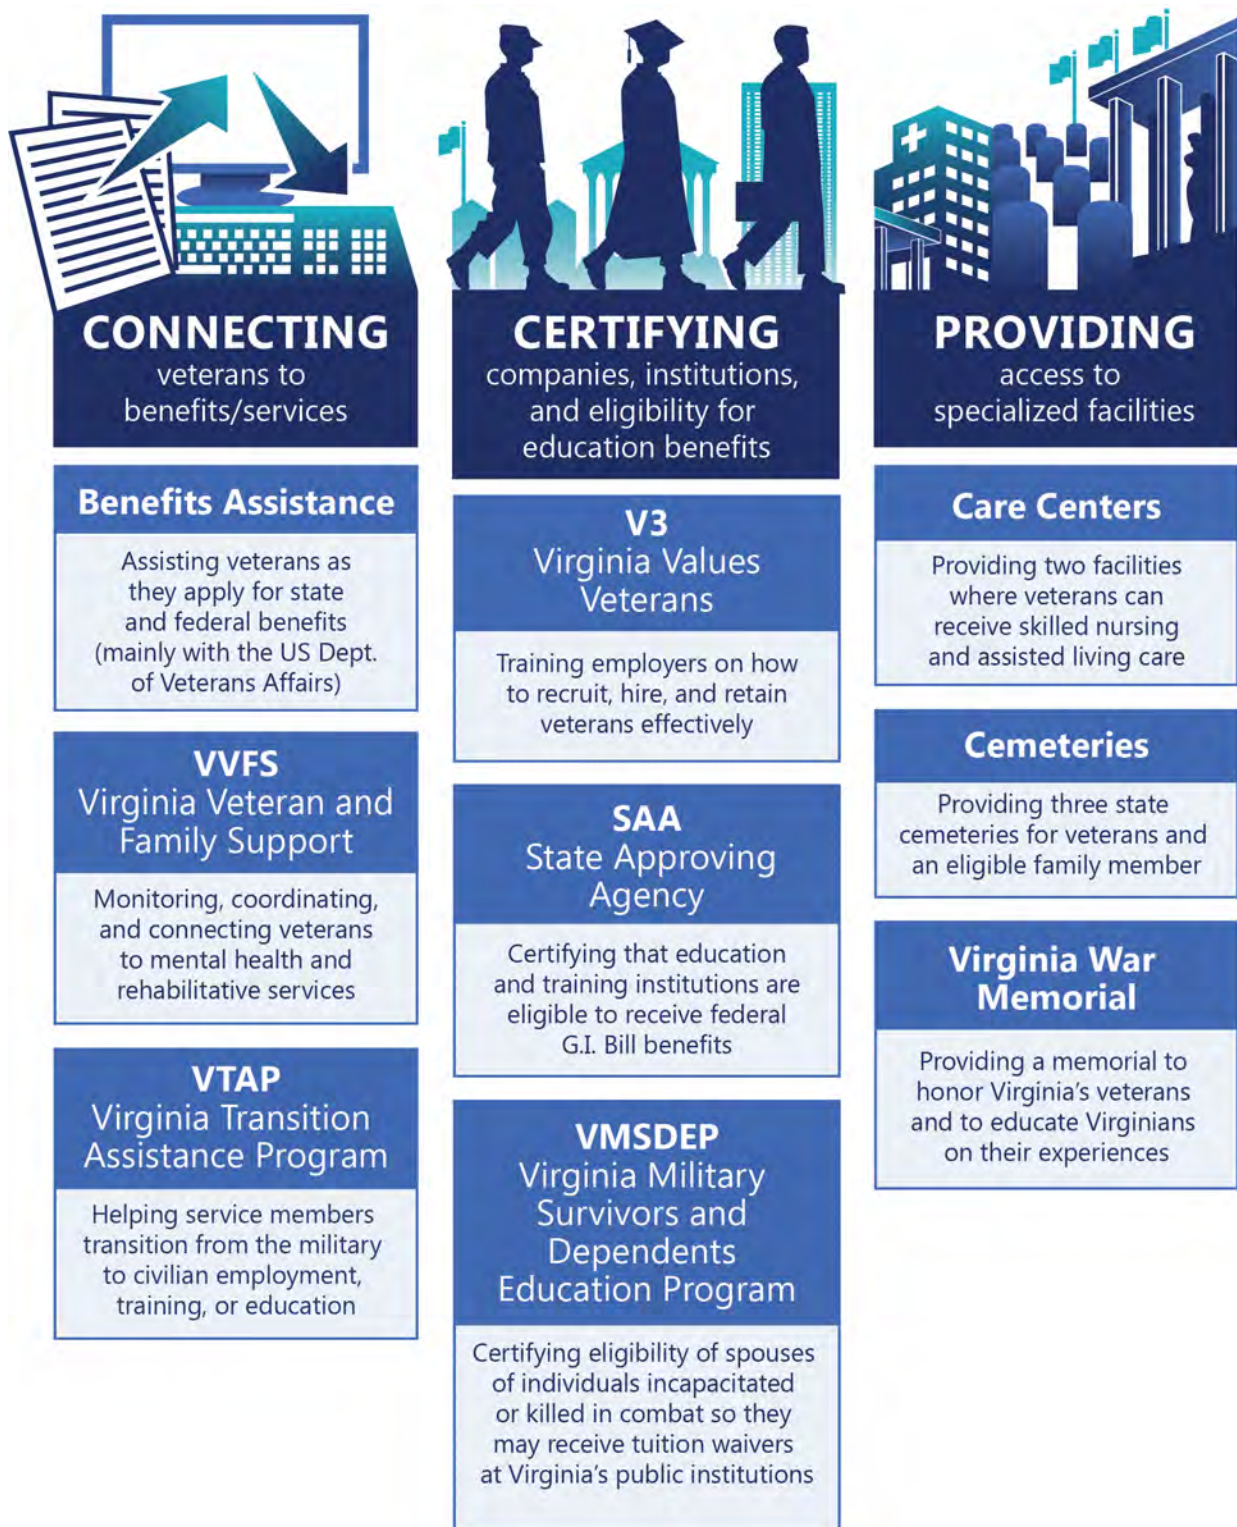 CONNECTING
veterans to
benefits/services
Benefits Assistance
Assisting veterans as
they apply for state
and federal benefits
(mainly with the US Dept.
of Veterans Affairs)
VVFS
Virginia Veteran and
Family Support
Monitoring, coordinating,
and connecting veterans
to mental health and
rehabilitative services
VTAP
Virginia Transition
Assistance Program
Helping service members
transition from the military
to civilian employment,
training, or education
CERTIFYING
companies, institutions,
and eligibility for
education benefits
V3
Virginia Values
Veterans
Training employers on how
to recruit, hire, and retain
veterans effectively
SAA
State Approving
Agency
Certifying that education
and training institutions are
eligible to receive federal
G.I. Bill benefits
VMSDEP
Virginia Military
Survivors and
Dependents
Education Program
Certifying eligibility of spouses
of individuals incapacitated
or killed in combat so they
may receive tuition waivers
at Virginia's public institutions
PROVIDING
access to
specialized facilities
Care Centers
Providing two facilities
where veterans can
receive skilled nursing
and assisted living care
Cemeteries
Providing three state
cemeteries for veterans and
an eligible family member
Virginia War
Memorial
Providing a memorial to
honor Virginia's veterans
and to educate Virginians
on their experiences